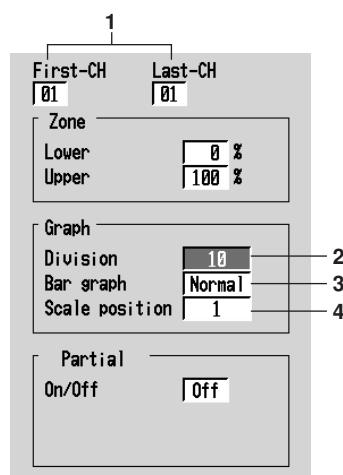 1
First-CH Last-CH
01 01
Zone
Lower 0 %
Upper 100 %
Graph
Division 10 2
Bar graph Normal 3
Scale position 1 4
Partial
On/Off Off